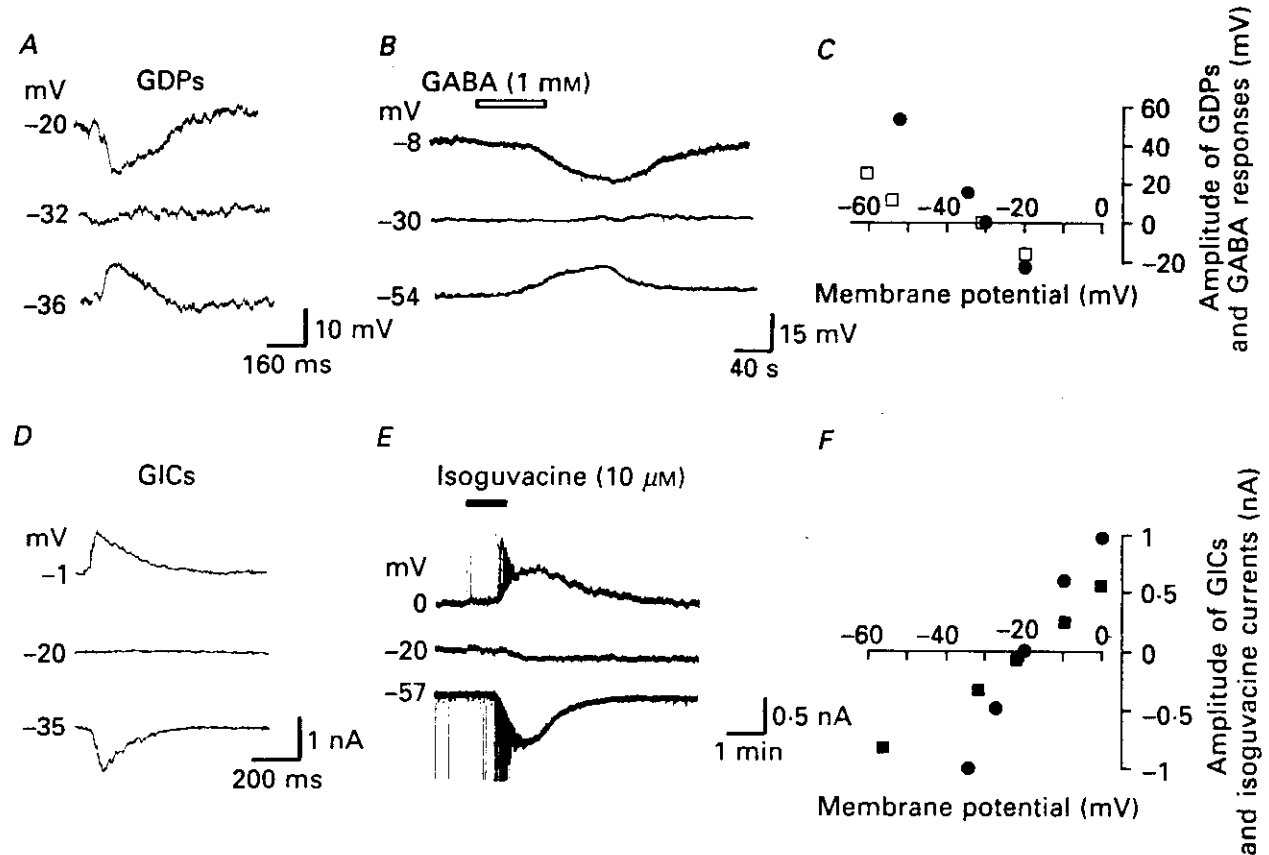 A
GDPs
mV
−20
−32
−36
10 mV
160 ms
B
GABA (1 mM)
mV
−8
−30
−54
15 mV
40 s
C
60
40
20
0
−20
−60
−40
−20
0
Membrane potential (mV)
Amplitude of GDPs
and GABA responses (mV)
D
GICs
mV
−1
−20
−35
1 nA
200 ms
E
Isoguvacine (10 μM)
mV
0
−20
−57
0·5 nA
1 min
F
1
0·5
0
−0.5
−1
−60
−40
−20
0
Membrane potential (mV)
Amplitude of GICs
and isoguvacine currents (nA)